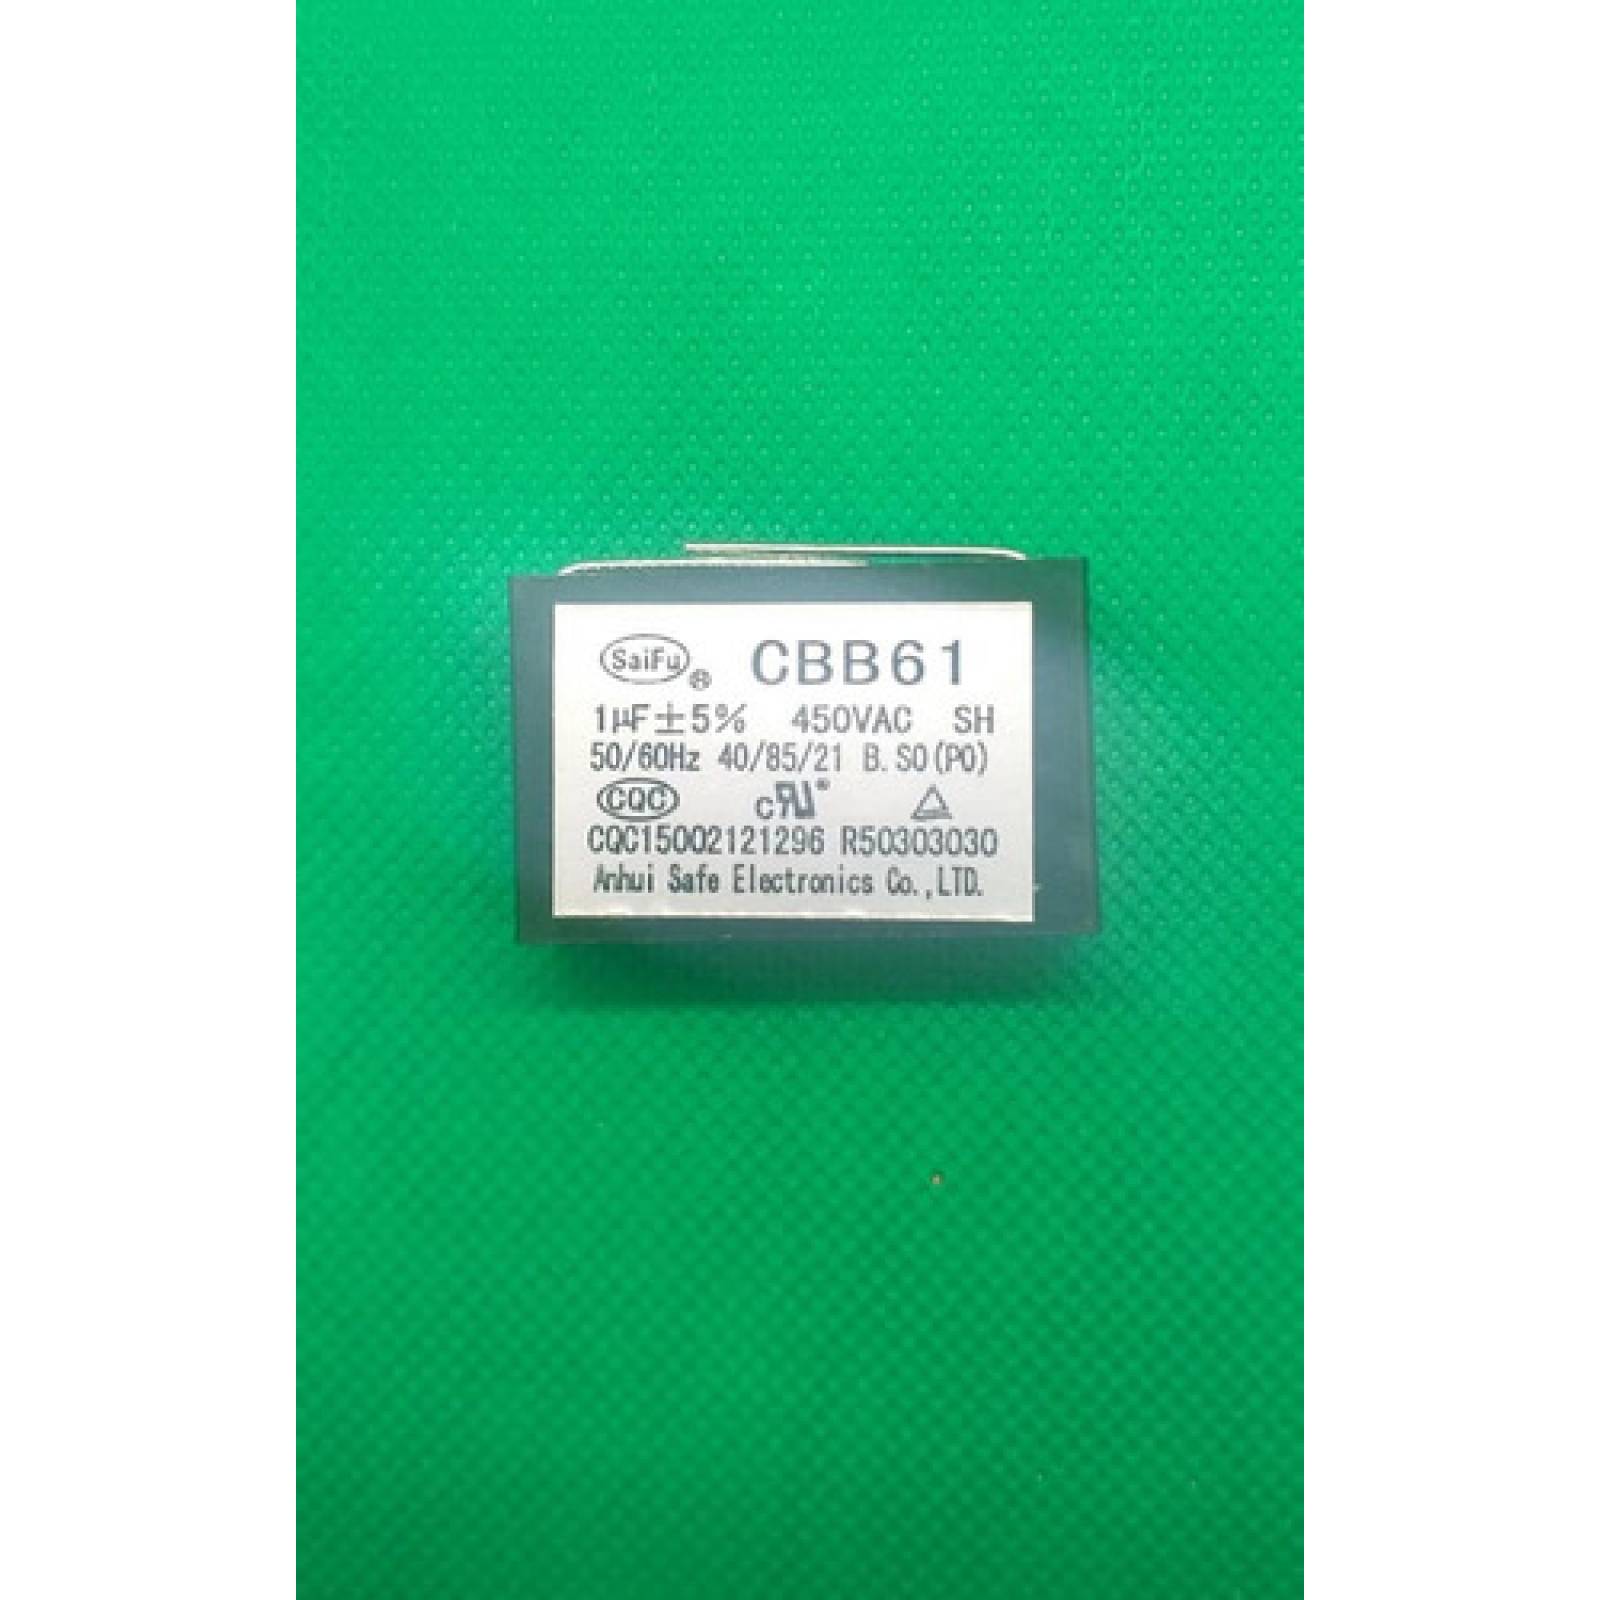 SaiFu® CBB61
1µF±5% 450VAC SH
50/60Hz 40/85/21 B.S0(P0)
CQC c RU® △
CQC15002121296 R50303030
Anhui Safe Electronics Co.,LTD.